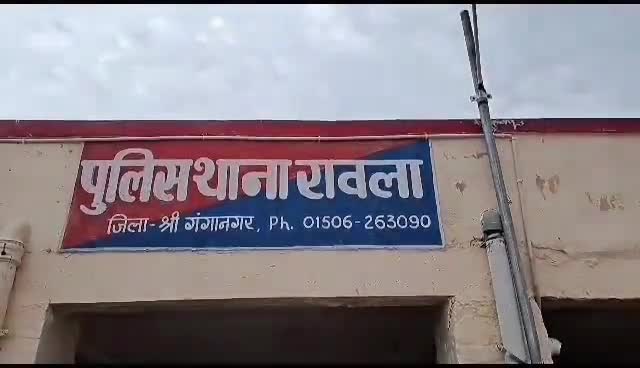 पुलिस थाना रावला
जिला-श्री गंगानगर, Ph. 01506-263090